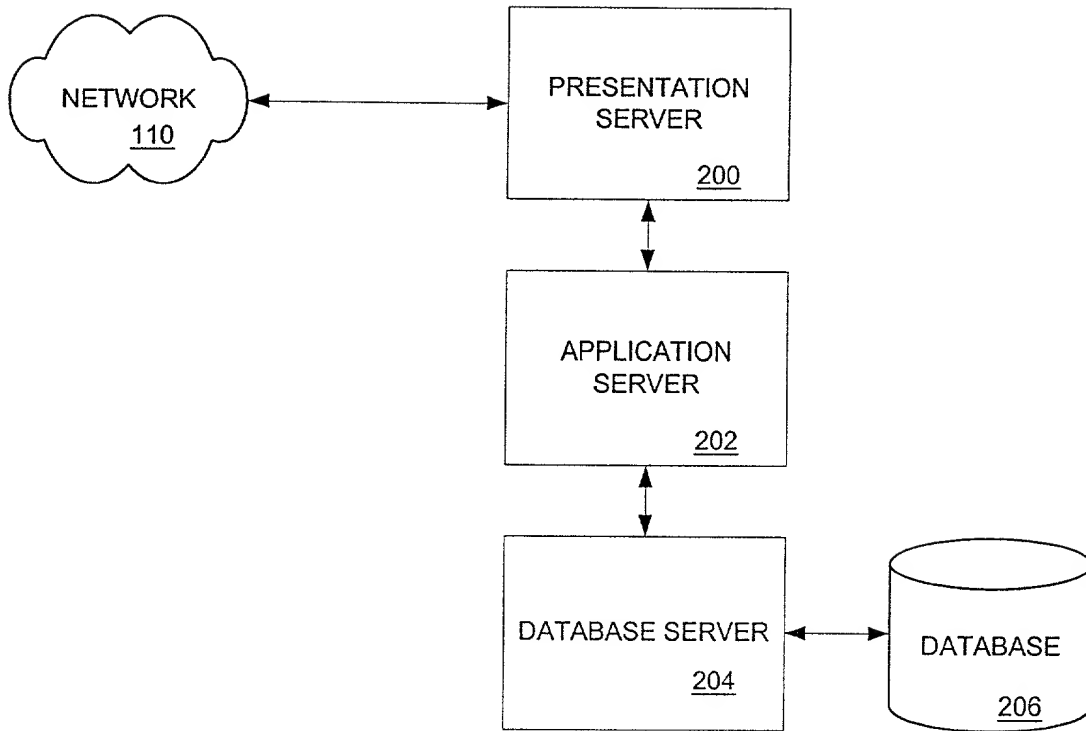 NETWORK
110
PRESENTATION
SERVER
200
APPLICATION
SERVER
202
DATABASE SERVER
204
DATABASE
206